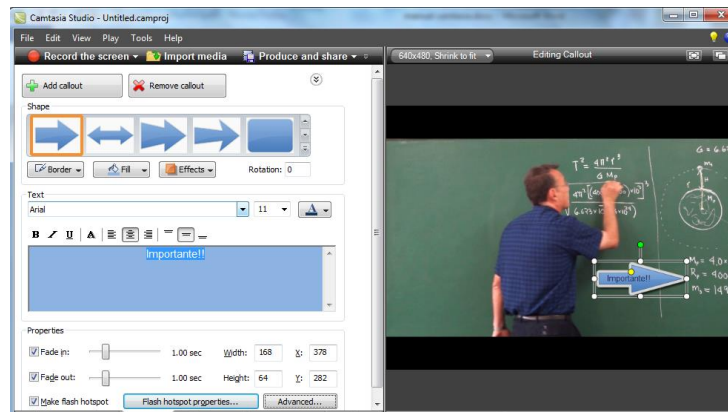 Camtasia Studio - Untitled.camproj
File Edit View Play Tools Help
Record the screen Import media Produce and share
640x480, Shrink to fit Editing Callout
Add callout Remove callout
Shape
Border Fill Effects Rotation: 0
Text
Arial 11 A
B I U A
Importante!!
Properties
Fade in: 1.00 sec Width: 168 X: 378
Fade out: 1.00 sec Height: 64 Y: 282
Make flash hotspot Flash hotspot properties... Advanced...
Importante!!